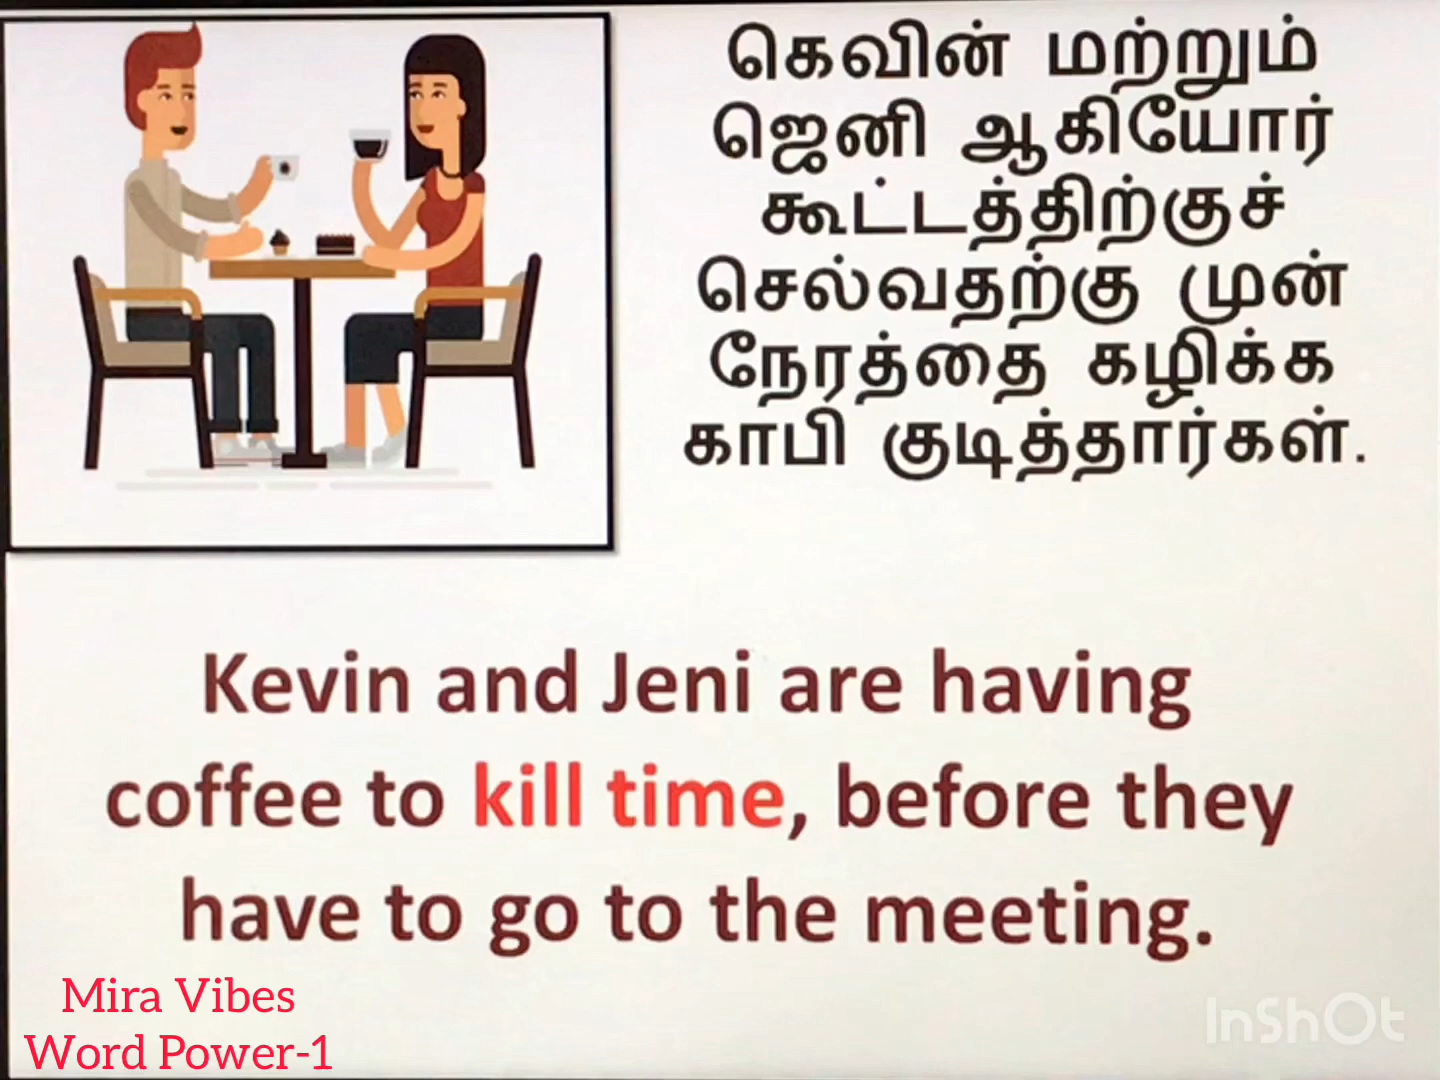 கெவின் மற்றும்
ஜெனி ஆகியோர்
கூட்டத்திற்குச்
செல்வதற்கு முன்
நேரத்தை கழிக்க
காபி குடித்தார்கள்.
Kevin and Jeni are having
coffee to kill time, before they
have to go to the meeting.
Mira Vibes
Word Power-1
InShOt